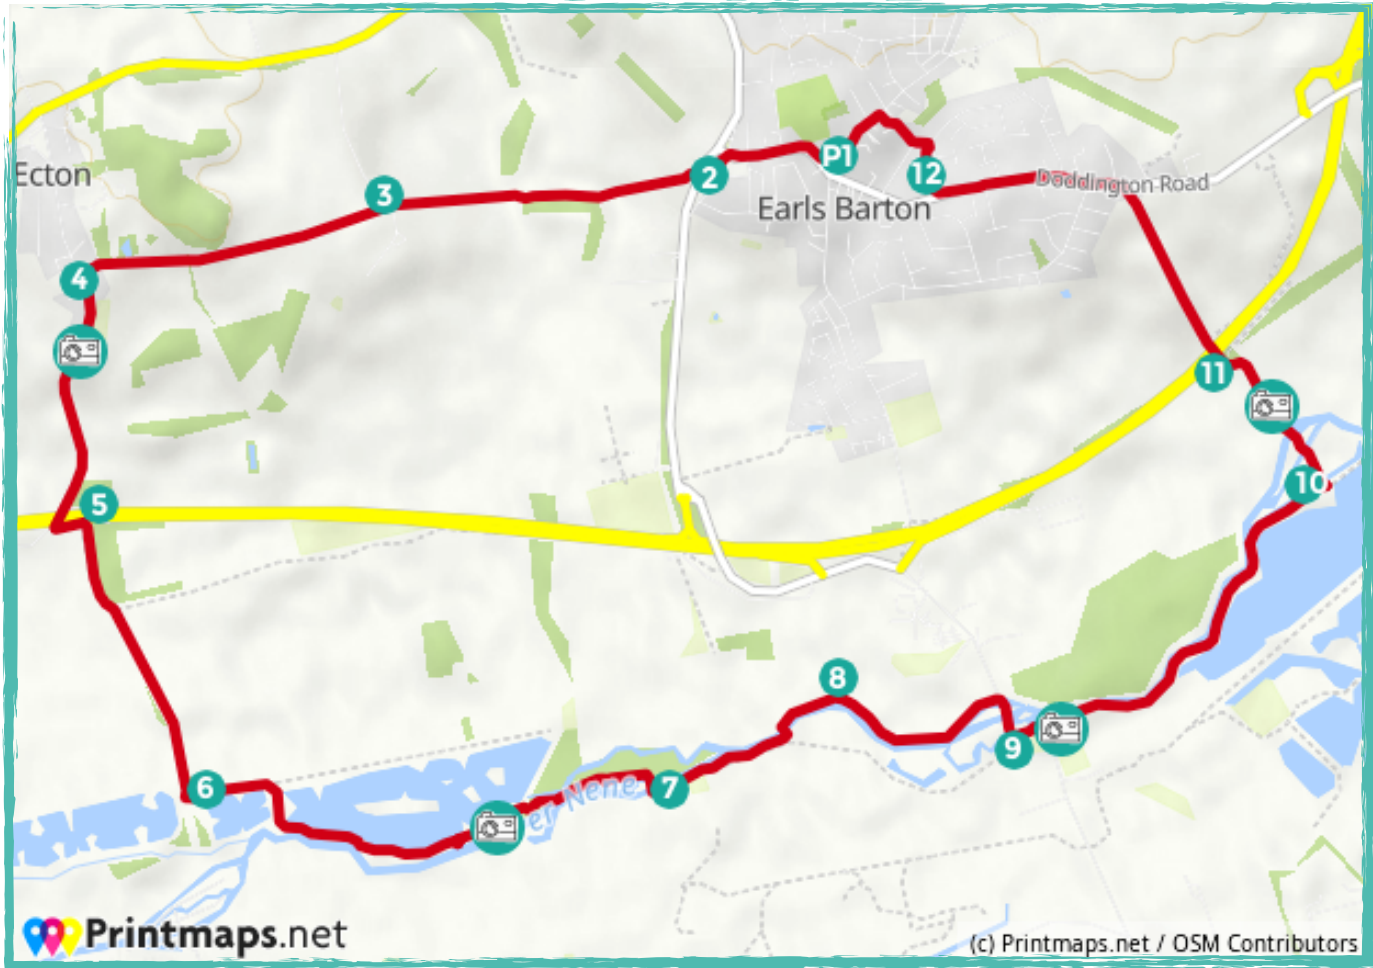 P1
12
2
3
Doddington Road
Ecton
Earls Barton
4
11
10
5
8
9
6
7
er Nene
Printmaps.net
(c) Printmaps.net / OSM Contributors